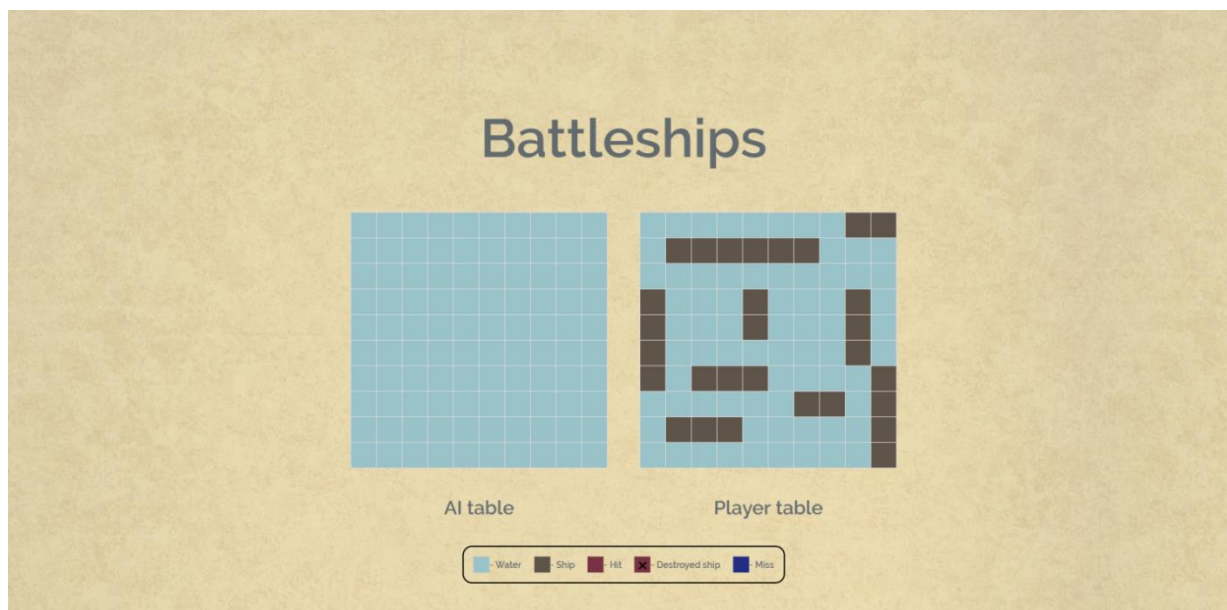 Battleships
AI table
Player table
- Water - Ship - Hit - Destroyed ship - Miss